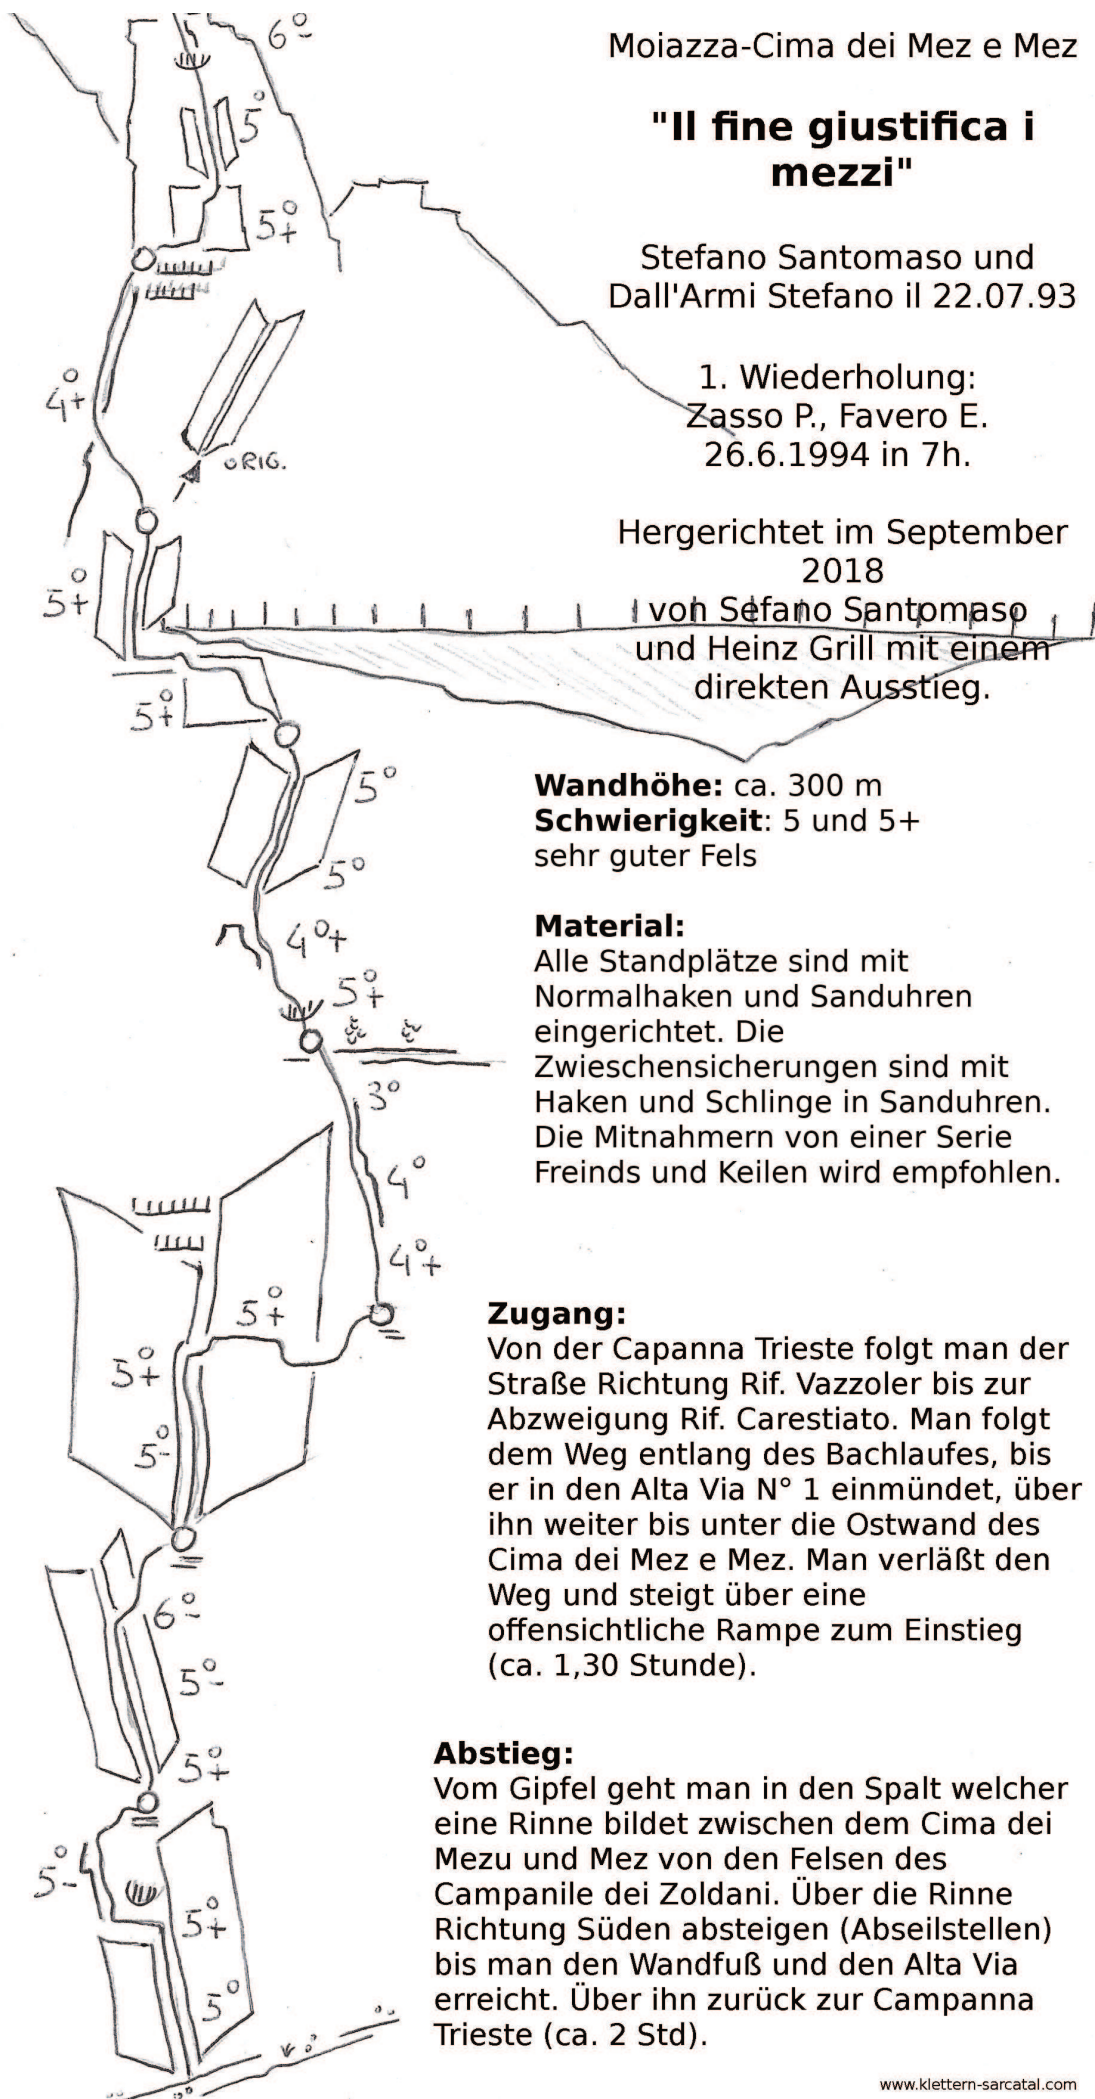 Moiazza-Cima dei Mez e Mez
"Il fine giustifica i
mezzi"
Stefano Santomaso und
Dall'Armi Stefano il 22.07.93
1. Wiederholung:
Zasso P., Favero E.
26.6.1994 in 7h.
Hergerichtet im September
2018
von Sefano Santomaso
und Heinz Grill mit einem
direkten Ausstieg.
Wandhöhe: ca. 300 m
Schwierigkeit: 5 und 5+
sehr guter Fels
Material:
Alle Standplätze sind mit
Normalhaken und Sanduhren
eingerichtet. Die
Zwieschensicherungen sind mit
Haken und Schlinge in Sanduhren.
Die Mitnahmern von einer Serie
Freinds und Keilen wird empfohlen.
Zugang:
Von der Capanna Trieste folgt man der
Straße Richtung Rif. Vazzoler bis zur
Abzweigung Rif. Carestiato. Man folgt
dem Weg entlang des Bachlaufes, bis
er in den Alta Via N° 1 einmündet, über
ihn weiter bis unter die Ostwand des
Cima dei Mez e Mez. Man verläßt den
Weg und steigt über eine
offensichtliche Rampe zum Einstieg
(ca. 1,30 Stunde).
Abstieg:
Vom Gipfel geht man in den Spalt welcher
eine Rinne bildet zwischen dem Cima dei
Mezu und Mez von den Felsen des
Campanile dei Zoldani. Über die Rinne
Richtung Süden absteigen (Abseilstellen)
bis man den Wandfuß und den Alta Via
erreicht. Über ihn zurück zur Campanna
Trieste (ca. 2 Std).
www.klettern-sarcatal.com
6°-
5°
5°+
4°+
ORIG.
5°+
5°+
5°
5°
4°+
5°+
3°
4°
4°+
5°+
5°+
5°-
6°-
5°-
5°+
5°-
5°+
5°